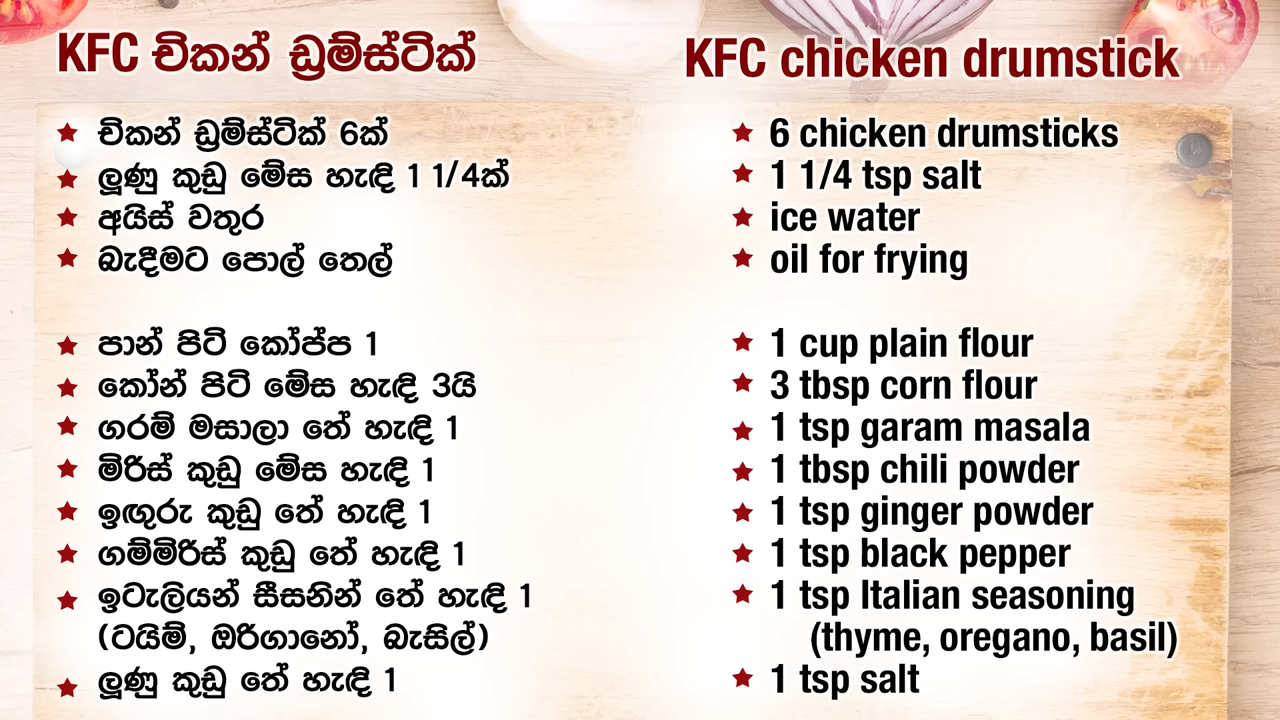 KFC චිකන් ඩ්‍රම්ස්ටික්
චිකන් ඩ්‍රම්ස්ටික් 6ක්
ලූණු කුඩු මේස හැඳි 1 1/4ක්
අයිස් වතුර
බැදීමට පොල් තෙල්
පාන් පිටි කෝප්ප 1
කෝන් පිටි මේස හැඳි 3යි
ගරම් මසාලා තේ හැඳි 1
මිරිස් කුඩු මේස හැඳි 1
ඉඟුරු කුඩු තේ හැඳි 1
ගම්මිරිස් කුඩු තේ හැඳි 1
ඉටැලියන් සීසනින් තේ හැඳි 1
(ටයිම්, ඔරිගානෝ, බැසිල්)
ලූණු කුඩු තේ හැඳි 1
KFC chicken drumstick
6 chicken drumsticks
1 1/4 tsp salt
ice water
oil for frying
1 cup plain flour
3 tbsp corn flour
1 tsp garam masala
1 tbsp chili powder
1 tsp ginger powder
1 tsp black pepper
1 tsp Italian seasoning
(thyme, oregano, basil)
1 tsp salt